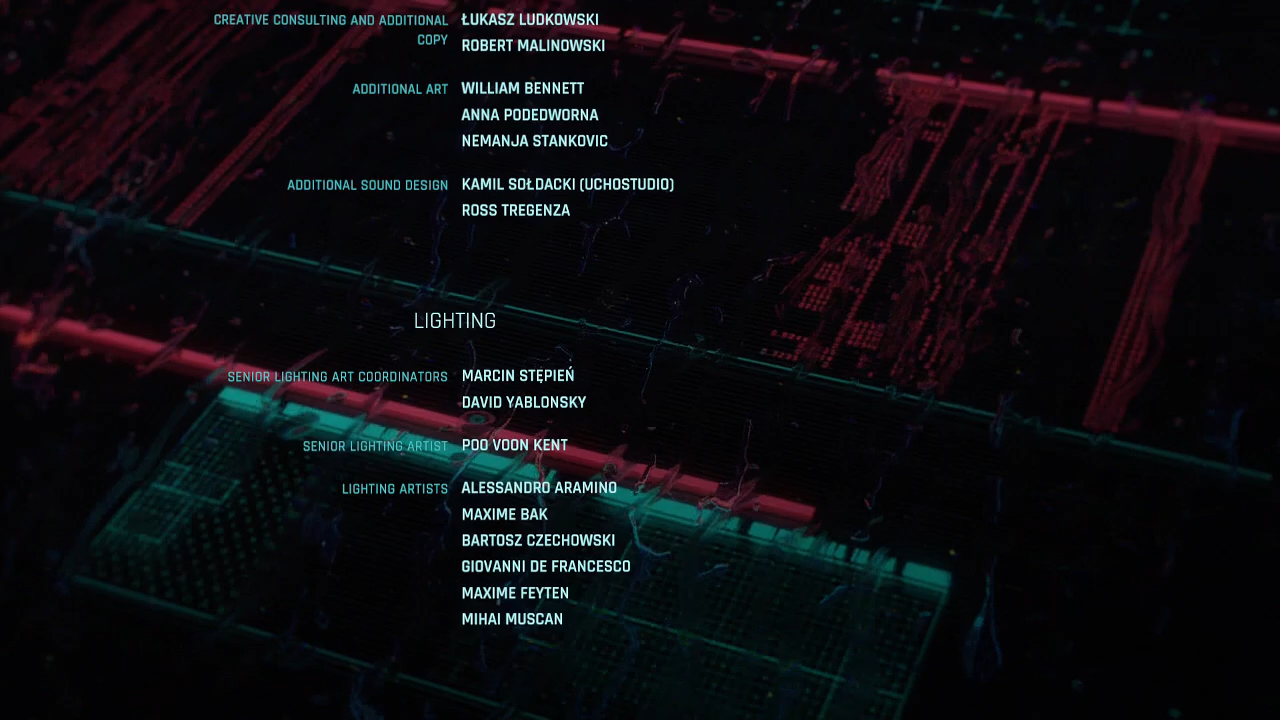 CREATIVE CONSULTING AND ADDITIONAL COPY ŁUKASZ LUDKOWSKI
ROBERT MALINOWSKI
ADDITIONAL ART WILLIAM BENNETT
ANNA PODEDWORNA
NEMANJA STANKOVIC
ADDITIONAL SOUND DESIGN KAMIL SOŁDACKI (UCHOSTUDIO)
ROSS TREGENZA
LIGHTING
SENIOR LIGHTING ART COORDINATORS MARCIN STĘPIEŃ
DAVID YABLONSKY
SENIOR LIGHTING ARTIST POO VOON KENT
LIGHTING ARTISTS ALESSANDRO ARAMINO
MAXIME BAK
BARTOSZ CZECHOWSKI
GIOVANNI DE FRANCESCO
MAXIME FEYTEN
MIHAI MUSCAN